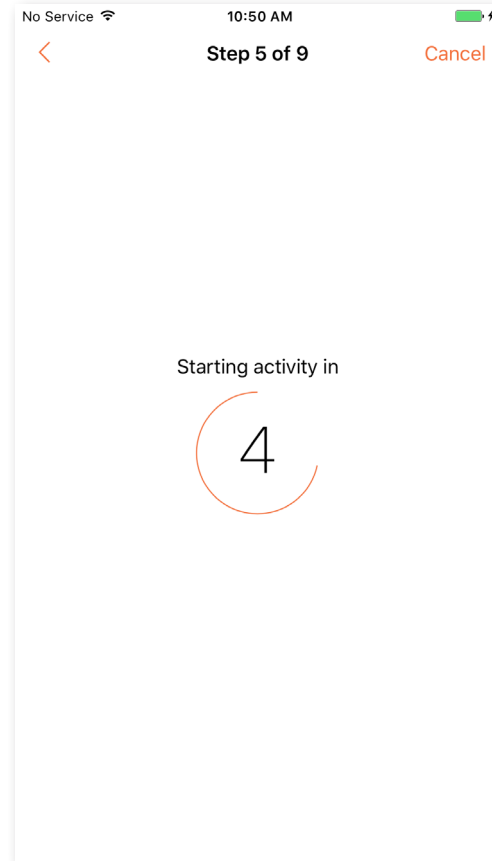 No Service
10:50 AM
Step 5 of 9
Cancel
Starting activity in
4